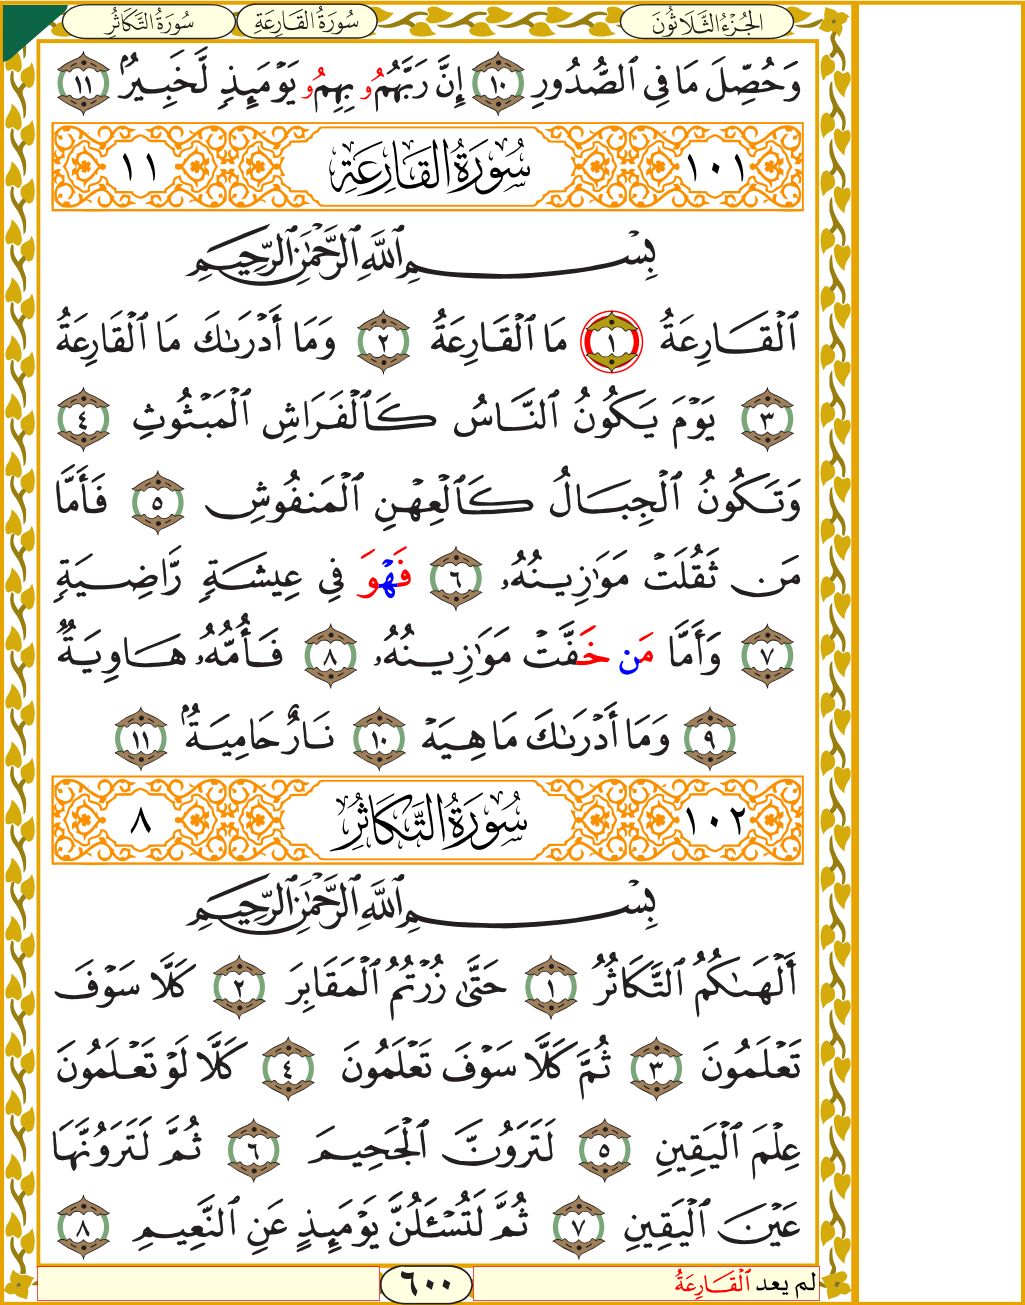 الجُزْءُ الثَّلَاثُونَ سُورَةُ القَارِعَةِ سُورَةُ التَّكَاثُرِ
وَحُصِّلَ مَا فِى ٱلصُّدُورِ ١٠ إِنَّ رَبَّهُمُو بِهِمُو يَوْمَئِذٍ لَّخَبِيرٌۢ ١١
١٠١ سُورَةُ القَارِعَةِ ١١
بِسْمِ ٱللَّهِ ٱلرَّحْمَٰنِ ٱلرَّحِيمِ
ٱلْقَارِعَةُ ١ مَا ٱلْقَارِعَةُ ٢ وَمَا أَدْرَىٰكَ مَا ٱلْقَارِعَةُ
٣ يَوْمَ يَكُونُ ٱلنَّاسُ كَٱلْفَرَاشِ ٱلْمَبْثُوثِ ٤
وَتَكُونُ ٱلْجِبَالُ كَٱلْعِهْنِ ٱلْمَنفُوشِ ٥ فَأَمَّا
مَن ثَقُلَتْ مَوَٰزِينُهُۥ ٦ فَهْوَ فِى عِيشَةٍ رَّاضِيَةٍ
٧ وَأَمَّا مَن خَفَّتْ مَوَٰزِينُهُۥ ٨ فَأُمُّهُۥ هَاوِيَةٌ
٩ وَمَا أَدْرَىٰكَ مَا هِيَهْ ١٠ نَارٌ حَامِيَةٌۢ ١١
١٠٢ سُورَةُ التَّكَاثُرِ ٨
بِسْمِ ٱللَّهِ ٱلرَّحْمَٰنِ ٱلرَّحِيمِ
أَلْهَىٰكُمُ ٱلتَّكَاثُرُ ١ حَتَّىٰ زُرْتُمُ ٱلْمَقَابِرَ ٢ كَلَّا سَوْفَ
تَعْلَمُونَ ٣ ثُمَّ كَلَّا سَوْفَ تَعْلَمُونَ ٤ كَلَّا لَوْ تَعْلَمُونَ
عِلْمَ ٱلْيَقِينِ ٥ لَتَرَوُنَّ ٱلْجَحِيمَ ٦ ثُمَّ لَتَرَوُنَّهَا
عَيْنَ ٱلْيَقِينِ ٧ ثُمَّ لَتُسْـَٔلُنَّ يَوْمَئِذٍ عَنِ ٱلنَّعِيمِ ٨
لم يعد ٱلْقَارِعَةُ ٦٠٠